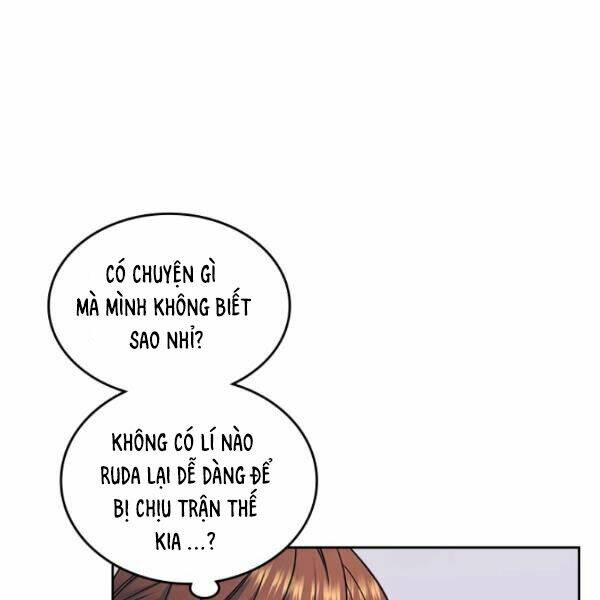 CÓ CHUYỆN GÌ
MÀ MÌNH KHÔNG BIẾT
SAO NHỈ?
KHÔNG CÓ LÍ NÀO
RUDA LẠI DỄ DÀNG ĐỂ
BỊ CHỊU TRẬN THẾ
KIA ...?